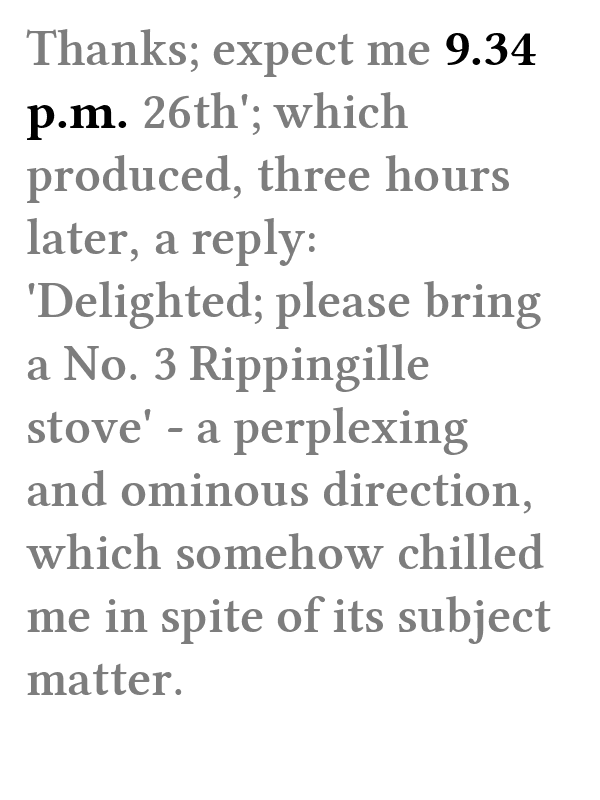 Thanks; expect me 9.34
p.m. 26th'; which
produced, three hours
later, a reply:
'Delighted; please bring
a No. 3 Rippingille
stove' - a perplexing
and ominous direction,
which somehow chilled
me in spite of its subject
matter.